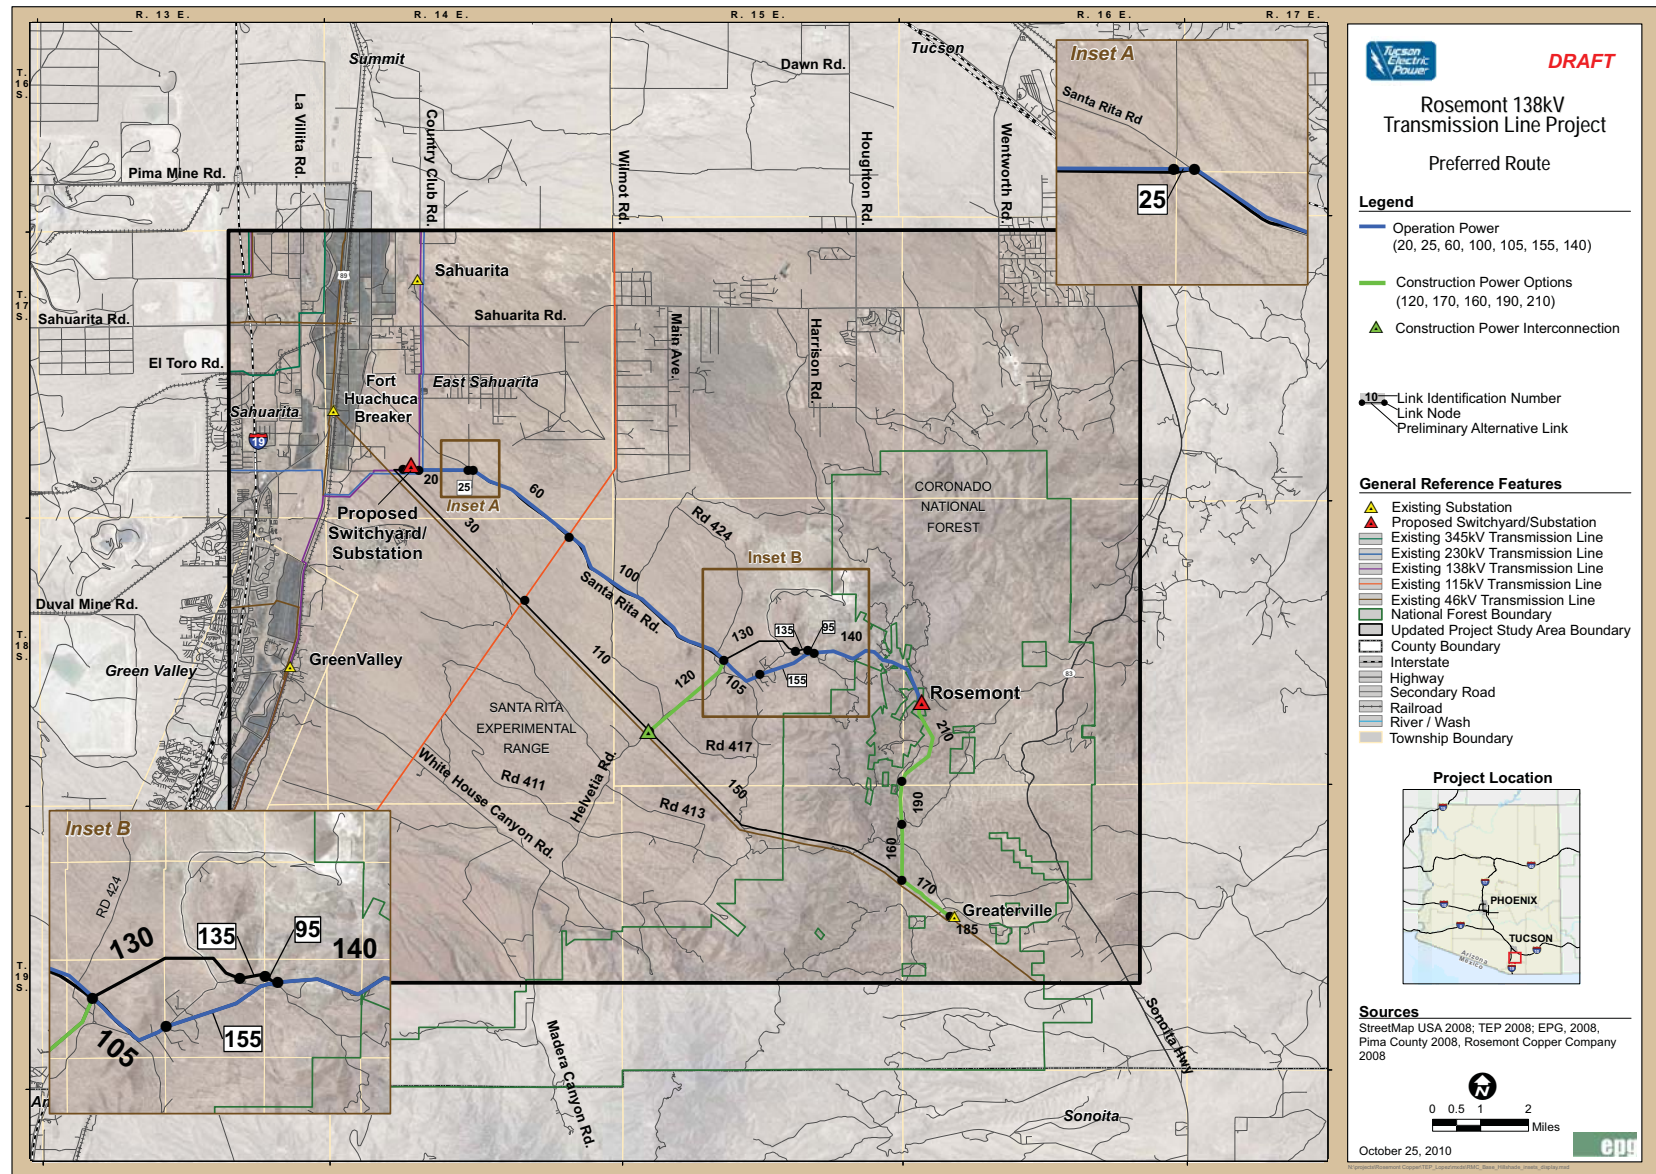 R. 13 E.
R. 14 E.
R. 15 E.
R. 16 E.
R. 17 E.
T.
16
S.
T.
17
S.
T.
18
S.
T.
19
S.
Summit
Tucson
Dawn Rd.
La Villita Rd.
Country Club Rd.
Wilmot Rd.
Houghton Rd.
Wentworth Rd.
Pima Mine Rd.
Inset A
Santa Rita Rd
25
89
Sahuarita
Sahuarita Rd.
Sahuarita Rd.
Main Ave.
Harrison Rd.
El Toro Rd.
Fort
Huachuca
Breaker
East Sahuarita
Sahuarita
19
20
25
Inset A
60
Proposed
Switchyard/
Substation
30
CORONADO
NATIONAL
FOREST
Rd 424
Inset B
100
Santa Rita Rd.
Duval Mine Rd.
130
135
95
140
Green Valley
GreenValley
110
120
105
155
83
Rosemont
SANTA RITA
EXPERIMENTAL
RANGE
210
Rd 417
White House Canyon Rd.
Rd 411
Helvetia Rd.
Rd 413
150
190
160
170
Greaterville
185
Inset B
RD 424
130
135
95
140
105
155
Madera Canyon Rd.
Sonoita Hwy
Sonoita
DRAFT
Tucson
Electric
Power
Rosemont 138kV
Transmission Line Project
Preferred Route
Legend
Operation Power
(20, 25, 60, 100, 105, 155, 140)
Construction Power Options
(120, 170, 160, 190, 210)
Construction Power Interconnection
10
Link Identification Number
Link Node
Preliminary Alternative Link
General Reference Features
Existing Substation
Proposed Switchyard/Substation
Existing 345kV Transmission Line
Existing 230kV Transmission Line
Existing 138kV Transmission Line
Existing 115kV Transmission Line
Existing 46kV Transmission Line
National Forest Boundary
Updated Project Study Area Boundary
County Boundary
Interstate
Highway
Secondary Road
Railroad
River / Wash
Township Boundary
Project Location
PHOENIX
TUCSON
Arizona
Mexico
Sources
StreetMap USA 2008; TEP 2008; EPG, 2008,
Pima County 2008, Rosemont Copper Company
2008
N
0 0.5 1 2
Miles
October 25, 2010
epg